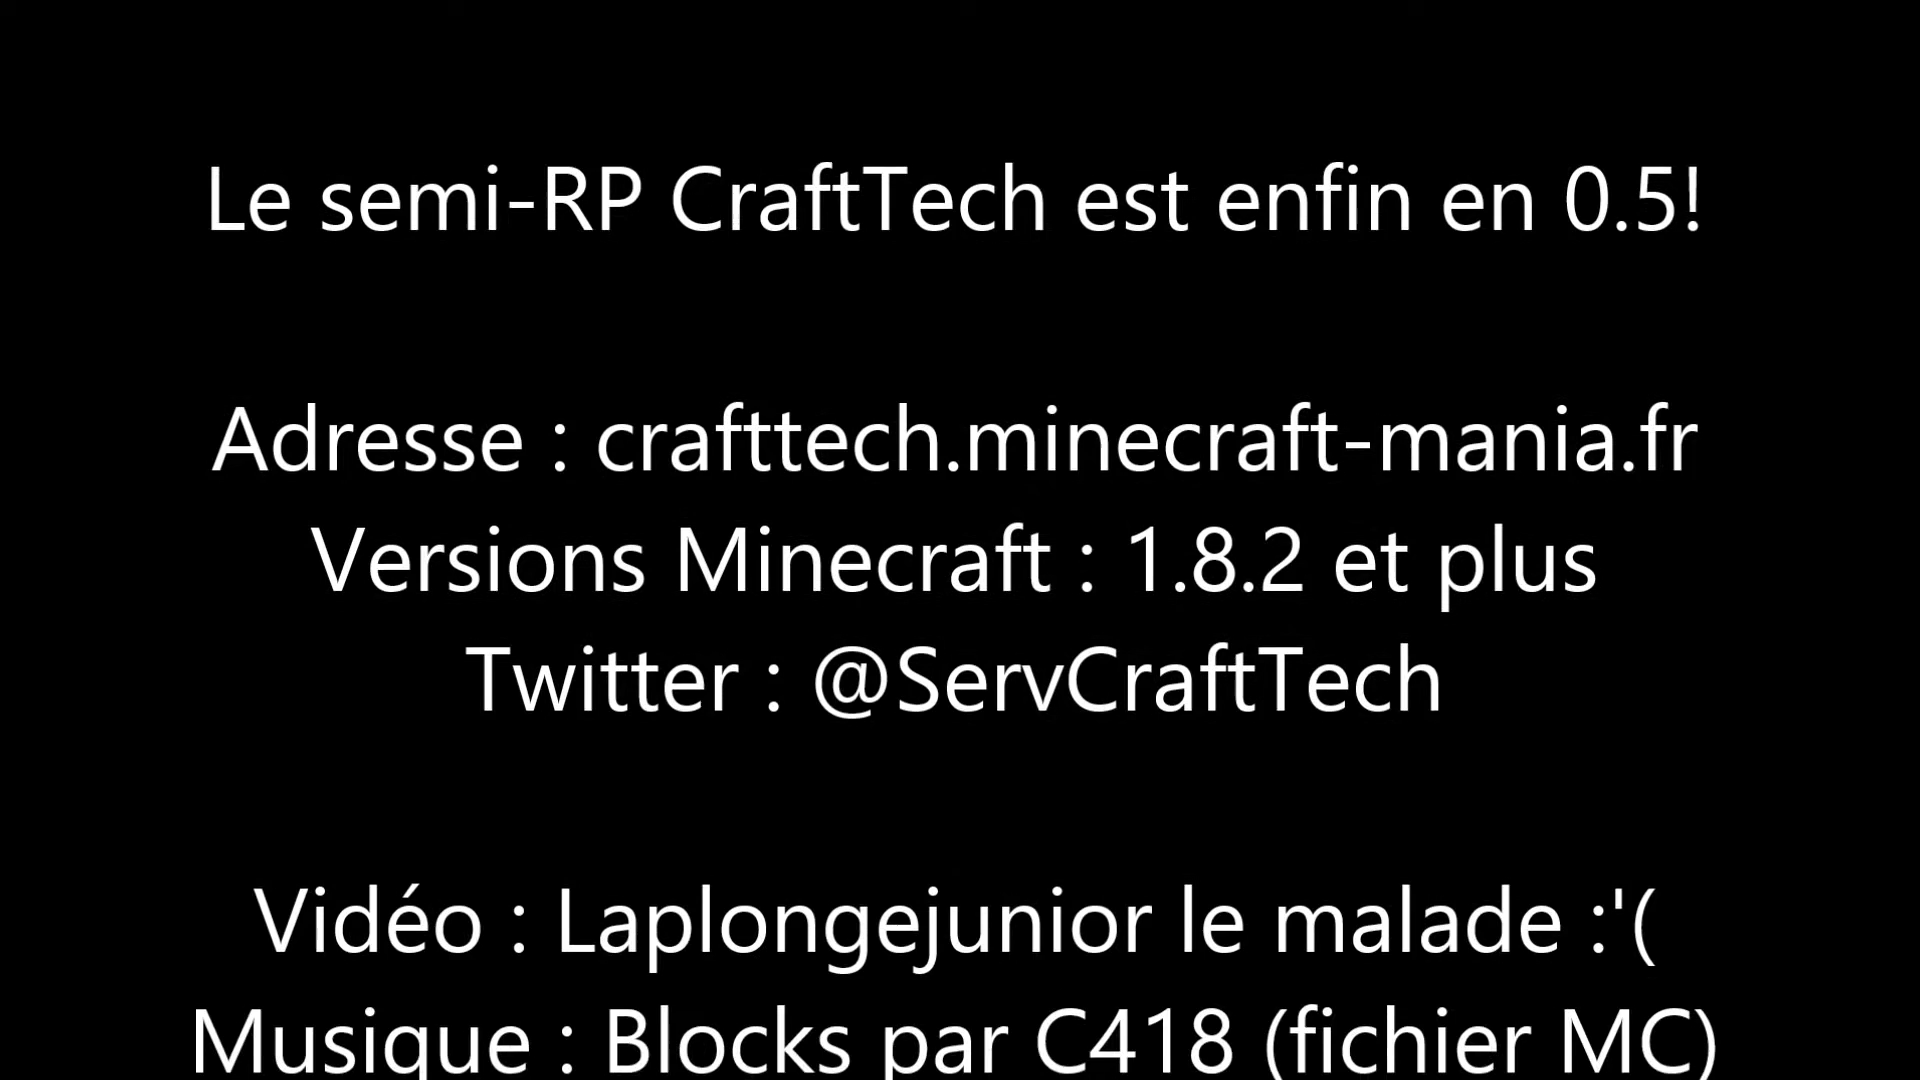 Le semi-RP CraftTech est enfin en 0.5!
Adresse : crafttech.minecraft-mania.fr
Versions Minecraft : 1.8.2 et plus
Twitter : @ServCraftTech
Vidéo : Laplongejunior le malade :'(
Musique : Blocks par C418 (fichier MC)